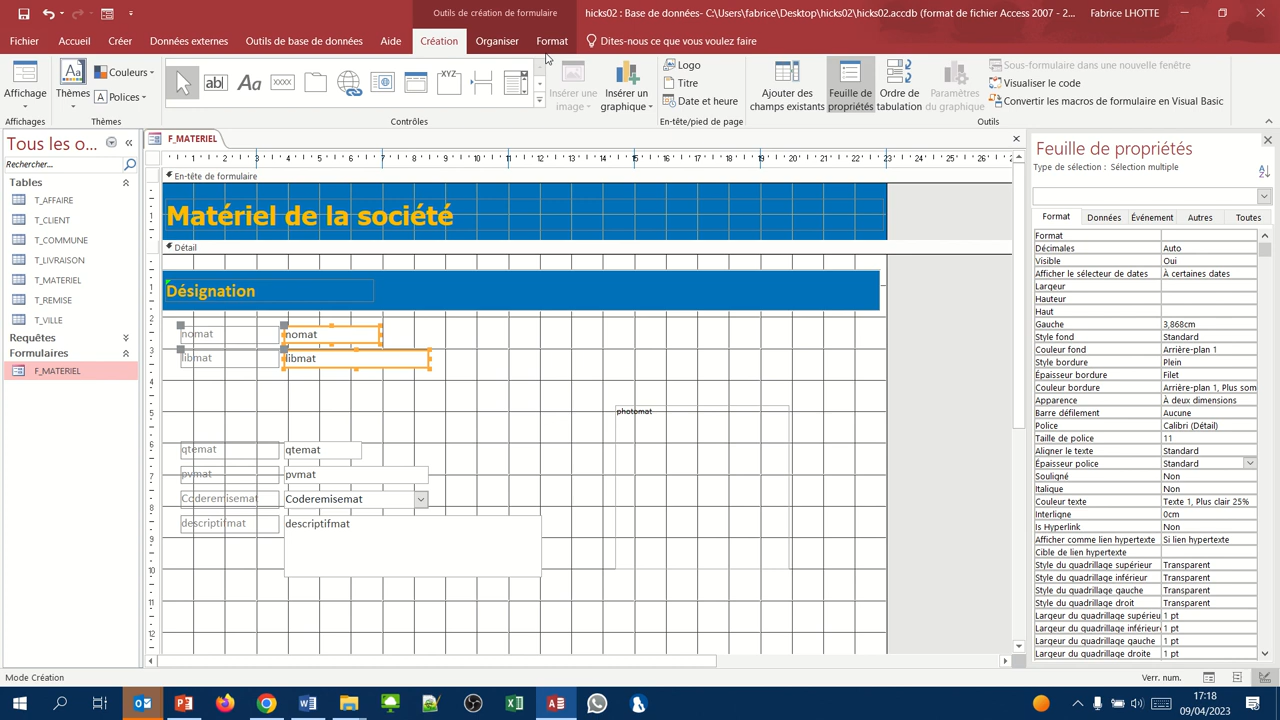 Outils de création de formulaire
hicks02 : Base de données- C:\Users\fabrice\Desktop\hicks02\hicks02.accdb (format de fichier Access 2007 - 2...
Fabrice LHOTTE
Fichier Accueil Créer Données externes Outils de base de données Aide Création Organiser Format Dites-nous ce que vous voulez faire
Affichage
Thèmes
Couleurs
Polices
Insérer une image
Insérer un graphique
Logo
Titre
Date et heure
Ajouter des champs existants
Feuille de propriétés
Ordre de tabulation
Paramètres du graphique
Sous-formulaire dans une nouvelle fenêtre
Visualiser le code
Convertir les macros de formulaire en Visual Basic
Affichages Thèmes Contrôles En-tête/pied de page Outils
Tous les o...
Rechercher...
Tables
T_AFFAIRE
T_CLIENT
T_COMMUNE
T_LIVRAISON
T_MATERIEL
T_REMISE
T_VILLE
Requêtes
Formulaires
F_MATERIEL
F_MATERIEL
En-tête de formulaire
Matériel de la société
Détail
Désignation
nomat nomat
libmat libmat
photomat
qtemat qtemat
pvmat pvmat
Coderemisemat Coderemisemat
descriptifmat descriptifmat
Feuille de propriétés
Type de sélection : Sélection multiple
Format Données Événement Autres Toutes
Format
Décimales Auto
Visible Oui
Afficher le sélecteur de dates À certaines dates
Largeur
Hauteur
Haut
Gauche 3,868cm
Style fond Standard
Couleur fond Arrière-plan 1
Style bordure Plein
Épaisseur bordure Filet
Couleur bordure Arrière-plan 1, Plus som
Apparence À deux dimensions
Barre défilement Aucune
Police Calibri (Détail)
Taille de police 11
Aligner le texte Standard
Épaisseur police Standard
Souligné Non
Italique Non
Couleur texte Texte 1, Plus clair 25%
Interligne 0cm
Is Hyperlink Non
Afficher comme lien hypertexte Si lien hypertexte
Cible de lien hypertexte
Style du quadrillage supérieur Transparent
Style du quadrillage inférieur Transparent
Style du quadrillage gauche Transparent
Style du quadrillage droit Transparent
Largeur du quadrillage supérieu 1 pt
Largeur du quadrillage inférieur 1 pt
Largeur du quadrillage gauche 1 pt
Largeur du quadrillage droite 1 pt
Mode Création
Verr. num.
17:18
09/04/2023